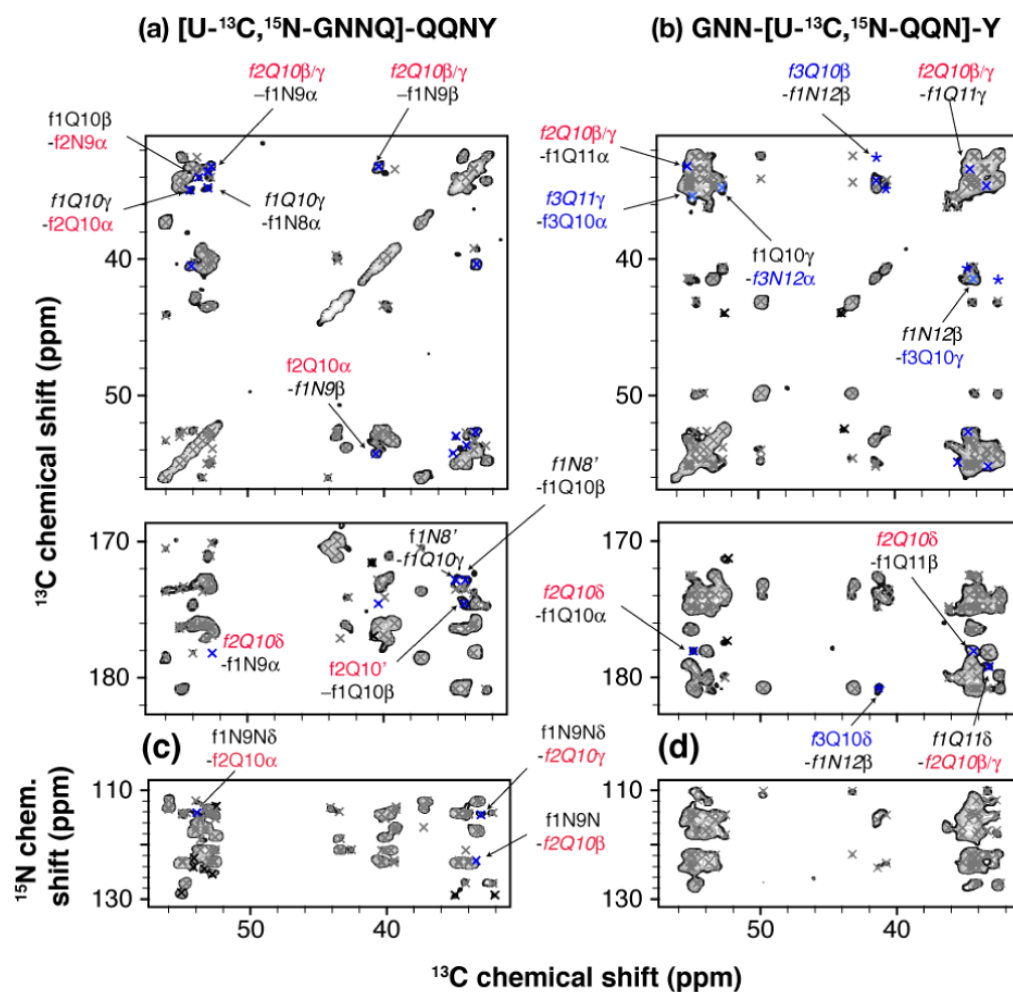 (a) [U-¹³C,¹⁵N-GNNQ]-QQNY
(b) GNN-[U-¹³C,¹⁵N-QQN]-Y
f2Q10β/γ
–f1N9α
f2Q10β/γ
–f1N9β
f1Q10β
-f2N9α
f1Q10γ
-f2Q10α
f1Q10γ
-f1N8α
f3Q10β
-f1N12β
f2Q10β/γ
-f1Q11γ
f2Q10β/γ
-f1Q11α
f3Q11γ
-f3Q10α
f1Q10γ
-f3N12α
f1N12β
-f3Q10γ
40
50
40
50
f2Q10α
-f1N9β
f1N8’
-f1Q10β
¹³C chemical shift (ppm)
170
180
f1N8’
-f1Q10γ
f2Q10δ
-f1N9α
f2Q10’
–f1Q10β
170
180
f2Q10δ
-f1Q10α
f2Q10δ
-f1Q11β
f3Q10δ
-f1N12β
f1Q11δ
-f2Q10β/γ
(c)
(d)
f1N9Nδ
-f2Q10α
f1N9Nδ
-f2Q10γ
f1N9N
-f2Q10β
¹⁵N chem.
shift (ppm)
110
130
110
130
50
40
50
40
¹³C chemical shift (ppm)